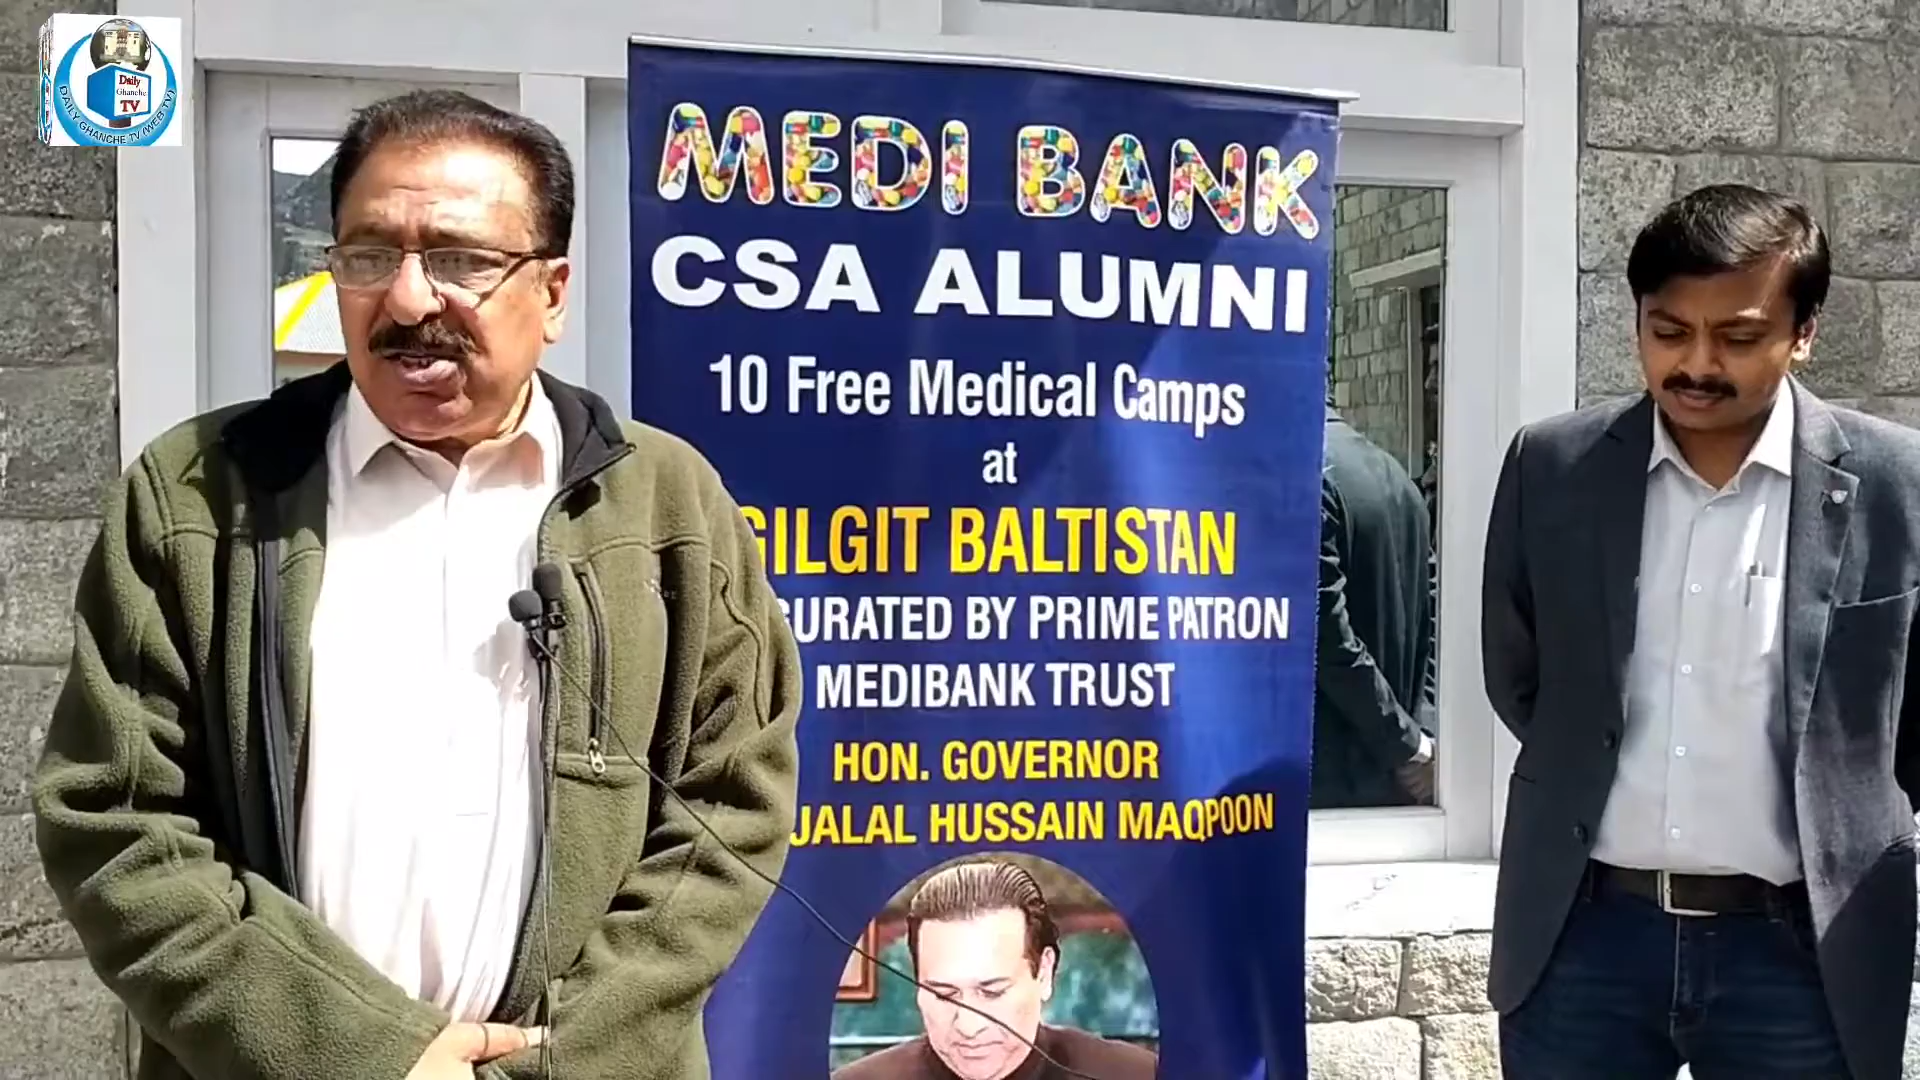 Daily
Ghanche
TV
DAILY GHANCHE TV (WEB TV)
MEDI BANK
CSA ALUMNI
10 Free Medical Camps
at
GILGIT BALTISTAN
GURATED BY PRIME PATRON
MEDIBANK TRUST
HON. GOVERNOR
JALAL HUSSAIN MAQPOON